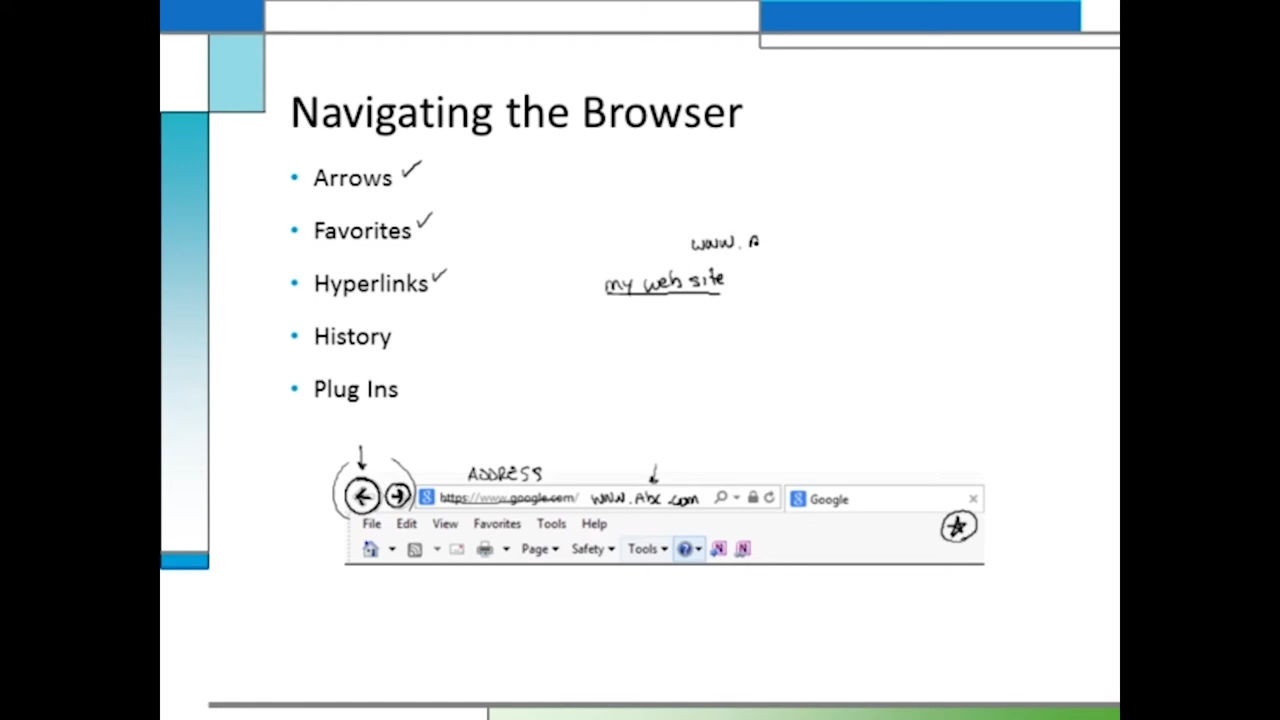 Navigating the Browser
• Arrows ✓
• Favorites ✓
www. A
• Hyperlinks ✓ my web site
• History
• Plug Ins
ADDRESS
https://www.google.com/ www.Abc.com Google
File Edit View Favorites Tools Help
Page Safety Tools